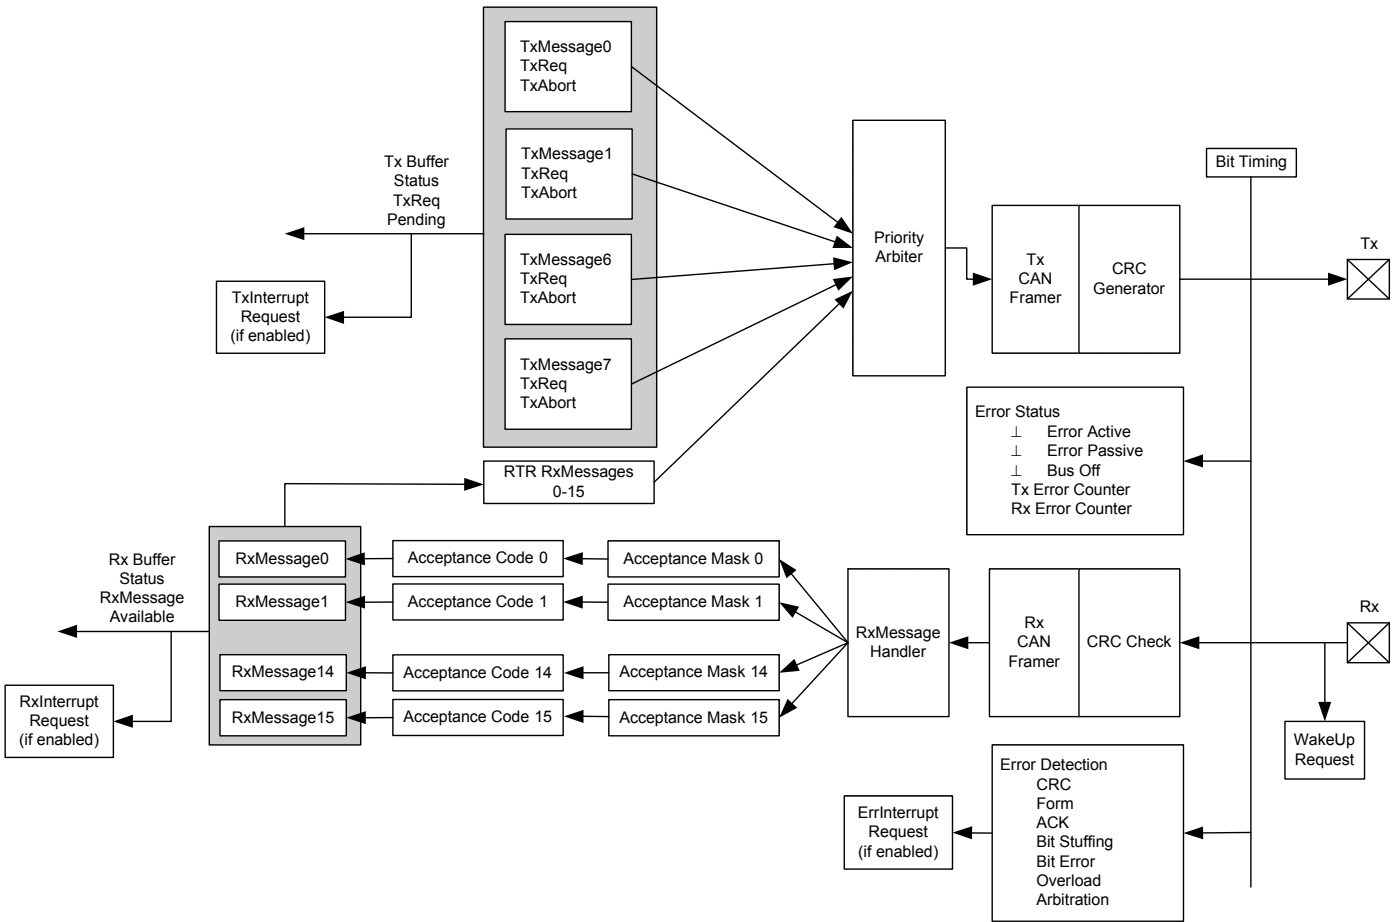 TxMessage0
TxReq
TxAbort
TxMessage1
TxReq
TxAbort
TxMessage6
TxReq
TxAbort
TxMessage7
TxReq
TxAbort
Tx Buffer
Status
TxReq
Pending
TxInterrupt
Request
(if enabled)
Priority
Arbiter
Tx
CAN
Framer
CRC
Generator
Bit Timing
Tx
Error Status
⊥ Error Active
⊥ Error Passive
⊥ Bus Off
Tx Error Counter
Rx Error Counter
RTR RxMessages
0-15
Rx Buffer
Status
RxMessage
Available
RxInterrupt
Request
(if enabled)
RxMessage0
Acceptance Code 0
Acceptance Mask 0
RxMessage1
Acceptance Code 1
Acceptance Mask 1
RxMessage14
Acceptance Code 14
Acceptance Mask 14
RxMessage15
Acceptance Code 15
Acceptance Mask 15
RxMessage
Handler
Rx
CAN
Framer
CRC Check
Rx
WakeUp
Request
Error Detection
CRC
Form
ACK
Bit Stuffing
Bit Error
Overload
Arbitration
ErrInterrupt
Request
(if enabled)